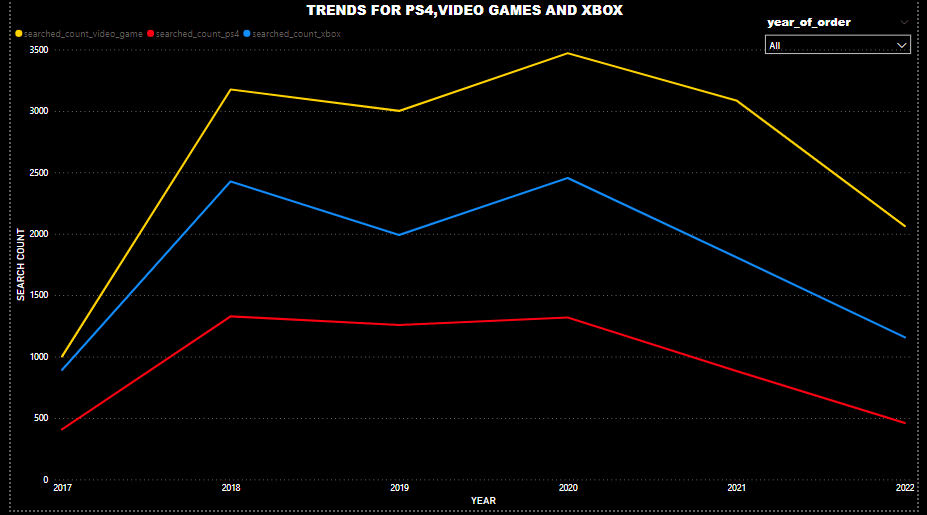 TRENDS FOR PS4,VIDEO GAMES AND XBOX
year_of_order
All
searched_count_video_game searched_count_ps4 searched_count_xbox
3500
3000
2500
2000
1500
1000
500
0
SEARCH COUNT
2017 2018 2019 2020 2021 2022
YEAR